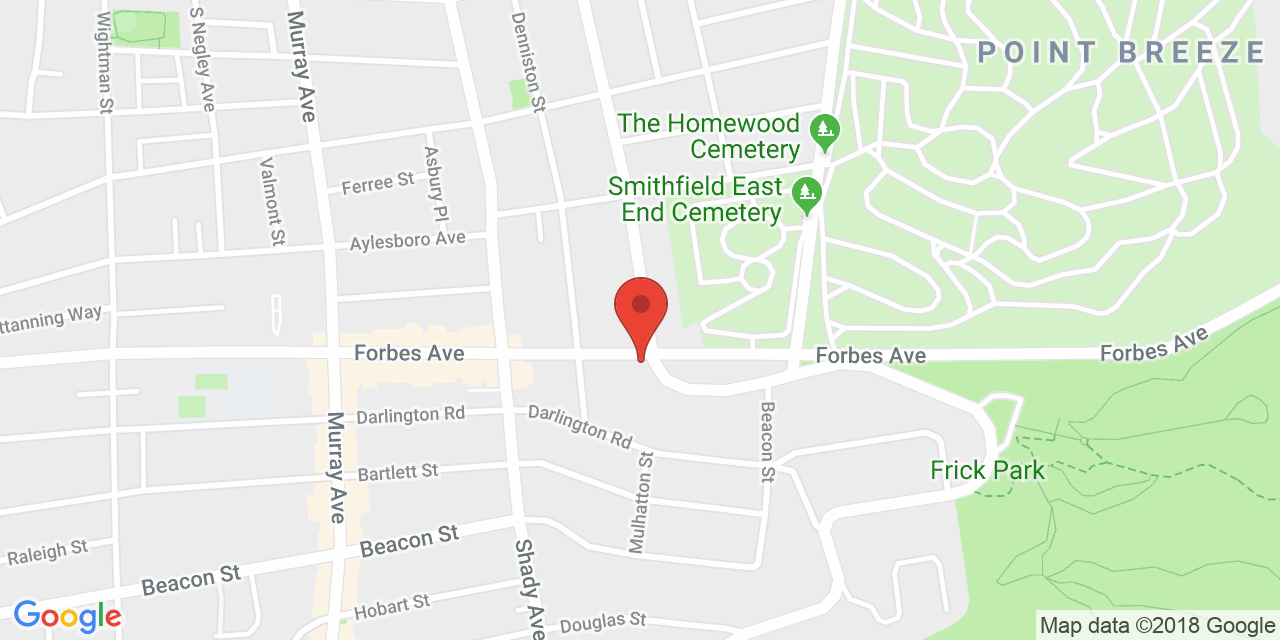 Wightman St
S Negley Ave
Murray Ave
Denniston St
POINT BREEZE
The Homewood
Cemetery
Smithfield East
End Cemetery
Valmont St
Asbury Pl
Ferree St
Aylesboro Ave
ttanning Way
Forbes Ave
Forbes Ave
Forbes Ave
Darlington Rd
Darlington Rd
Murray Ave
Bartlett St
Mulhatton St
Beacon St
Frick Park
Beacon St
Shady Ave
Raleigh St
Beacon St
Hobart St
Douglas St
Google
Map data ©2018 Google